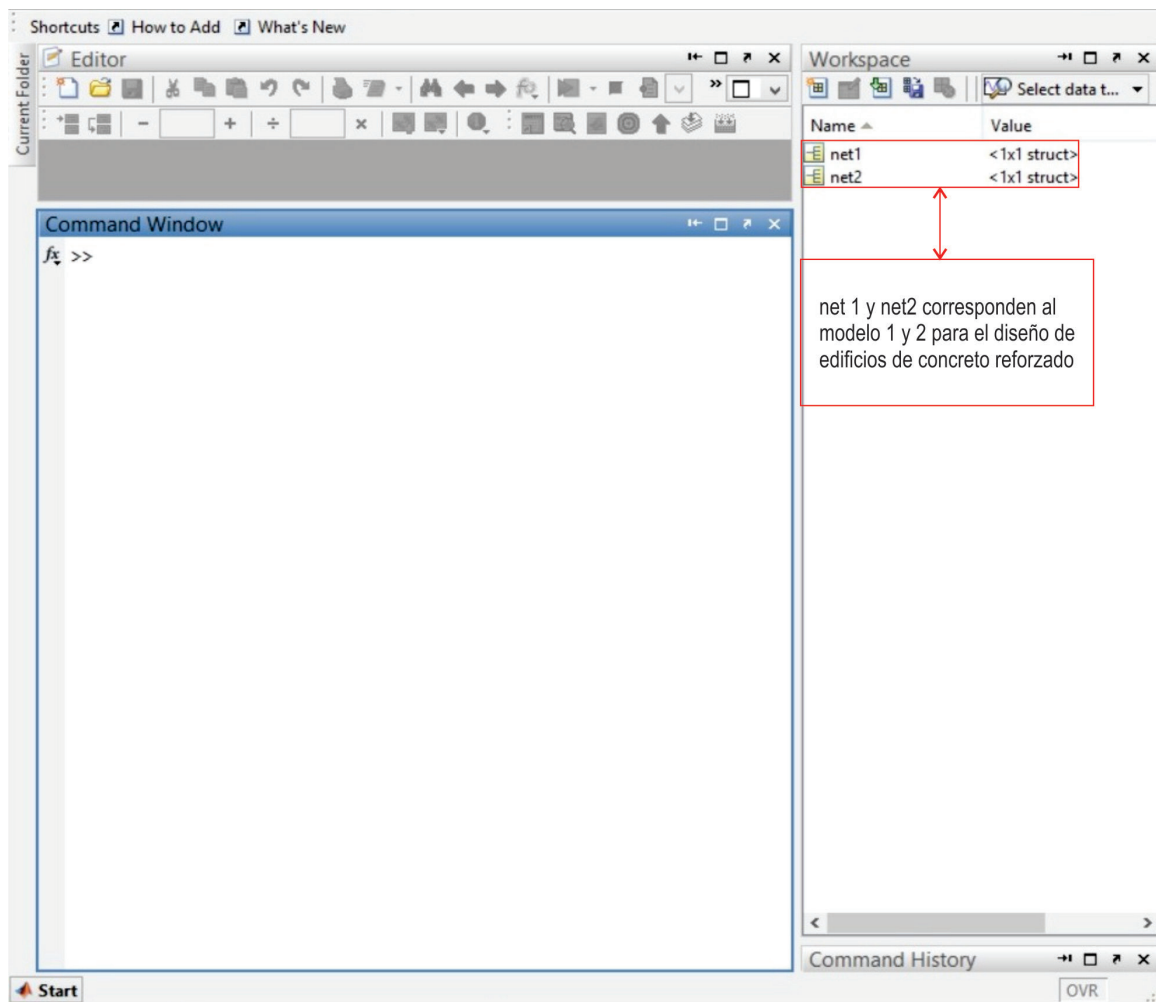 Shortcuts How to Add What's New
Current Folder
Editor
Workspace
Select data t...
Name Value
net1 <1x1 struct>
net2 <1x1 struct>
Command Window
fx >>
net 1 y net2 corresponden al
modelo 1 y 2 para el diseño de
edificios de concreto reforzado
Command History
Start
OVR